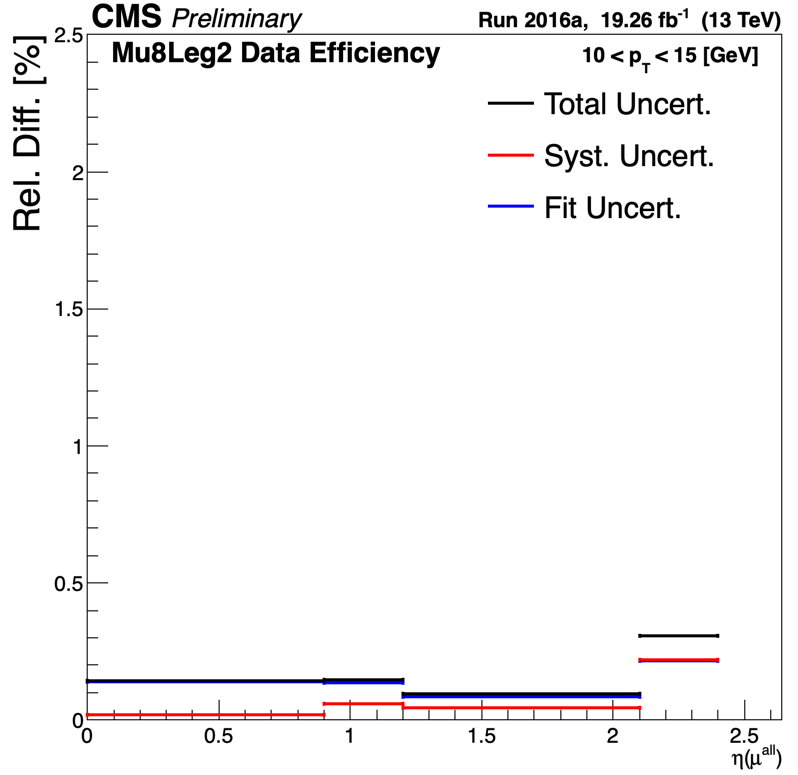 CMS Preliminary
Run 2016a, 19.26 fb⁻¹ (13 TeV)
Mu8Leg2 Data Efficiency
10 < p_T < 15 [GeV]
Rel. Diff. [%]
Total Uncert.
Syst. Uncert.
Fit Uncert.
2.5
2
1.5
1
0.5
0
0 0.5 1 1.5 2 2.5
η(μ^all)